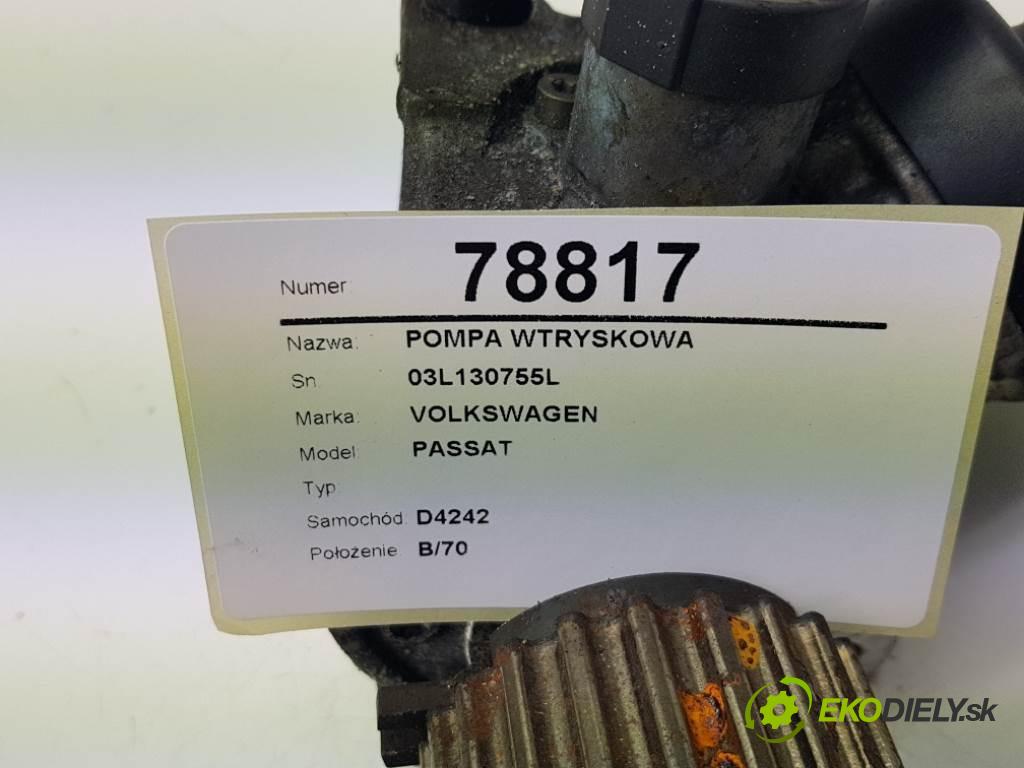 Numer: 78817
Nazwa: POMPA WTRYSKOWA
Sn 03L130755L
Marka: VOLKSWAGEN
Model: PASSAT
Typ
Samochód: D4242
Położenie B/70
EKODIELY.sk